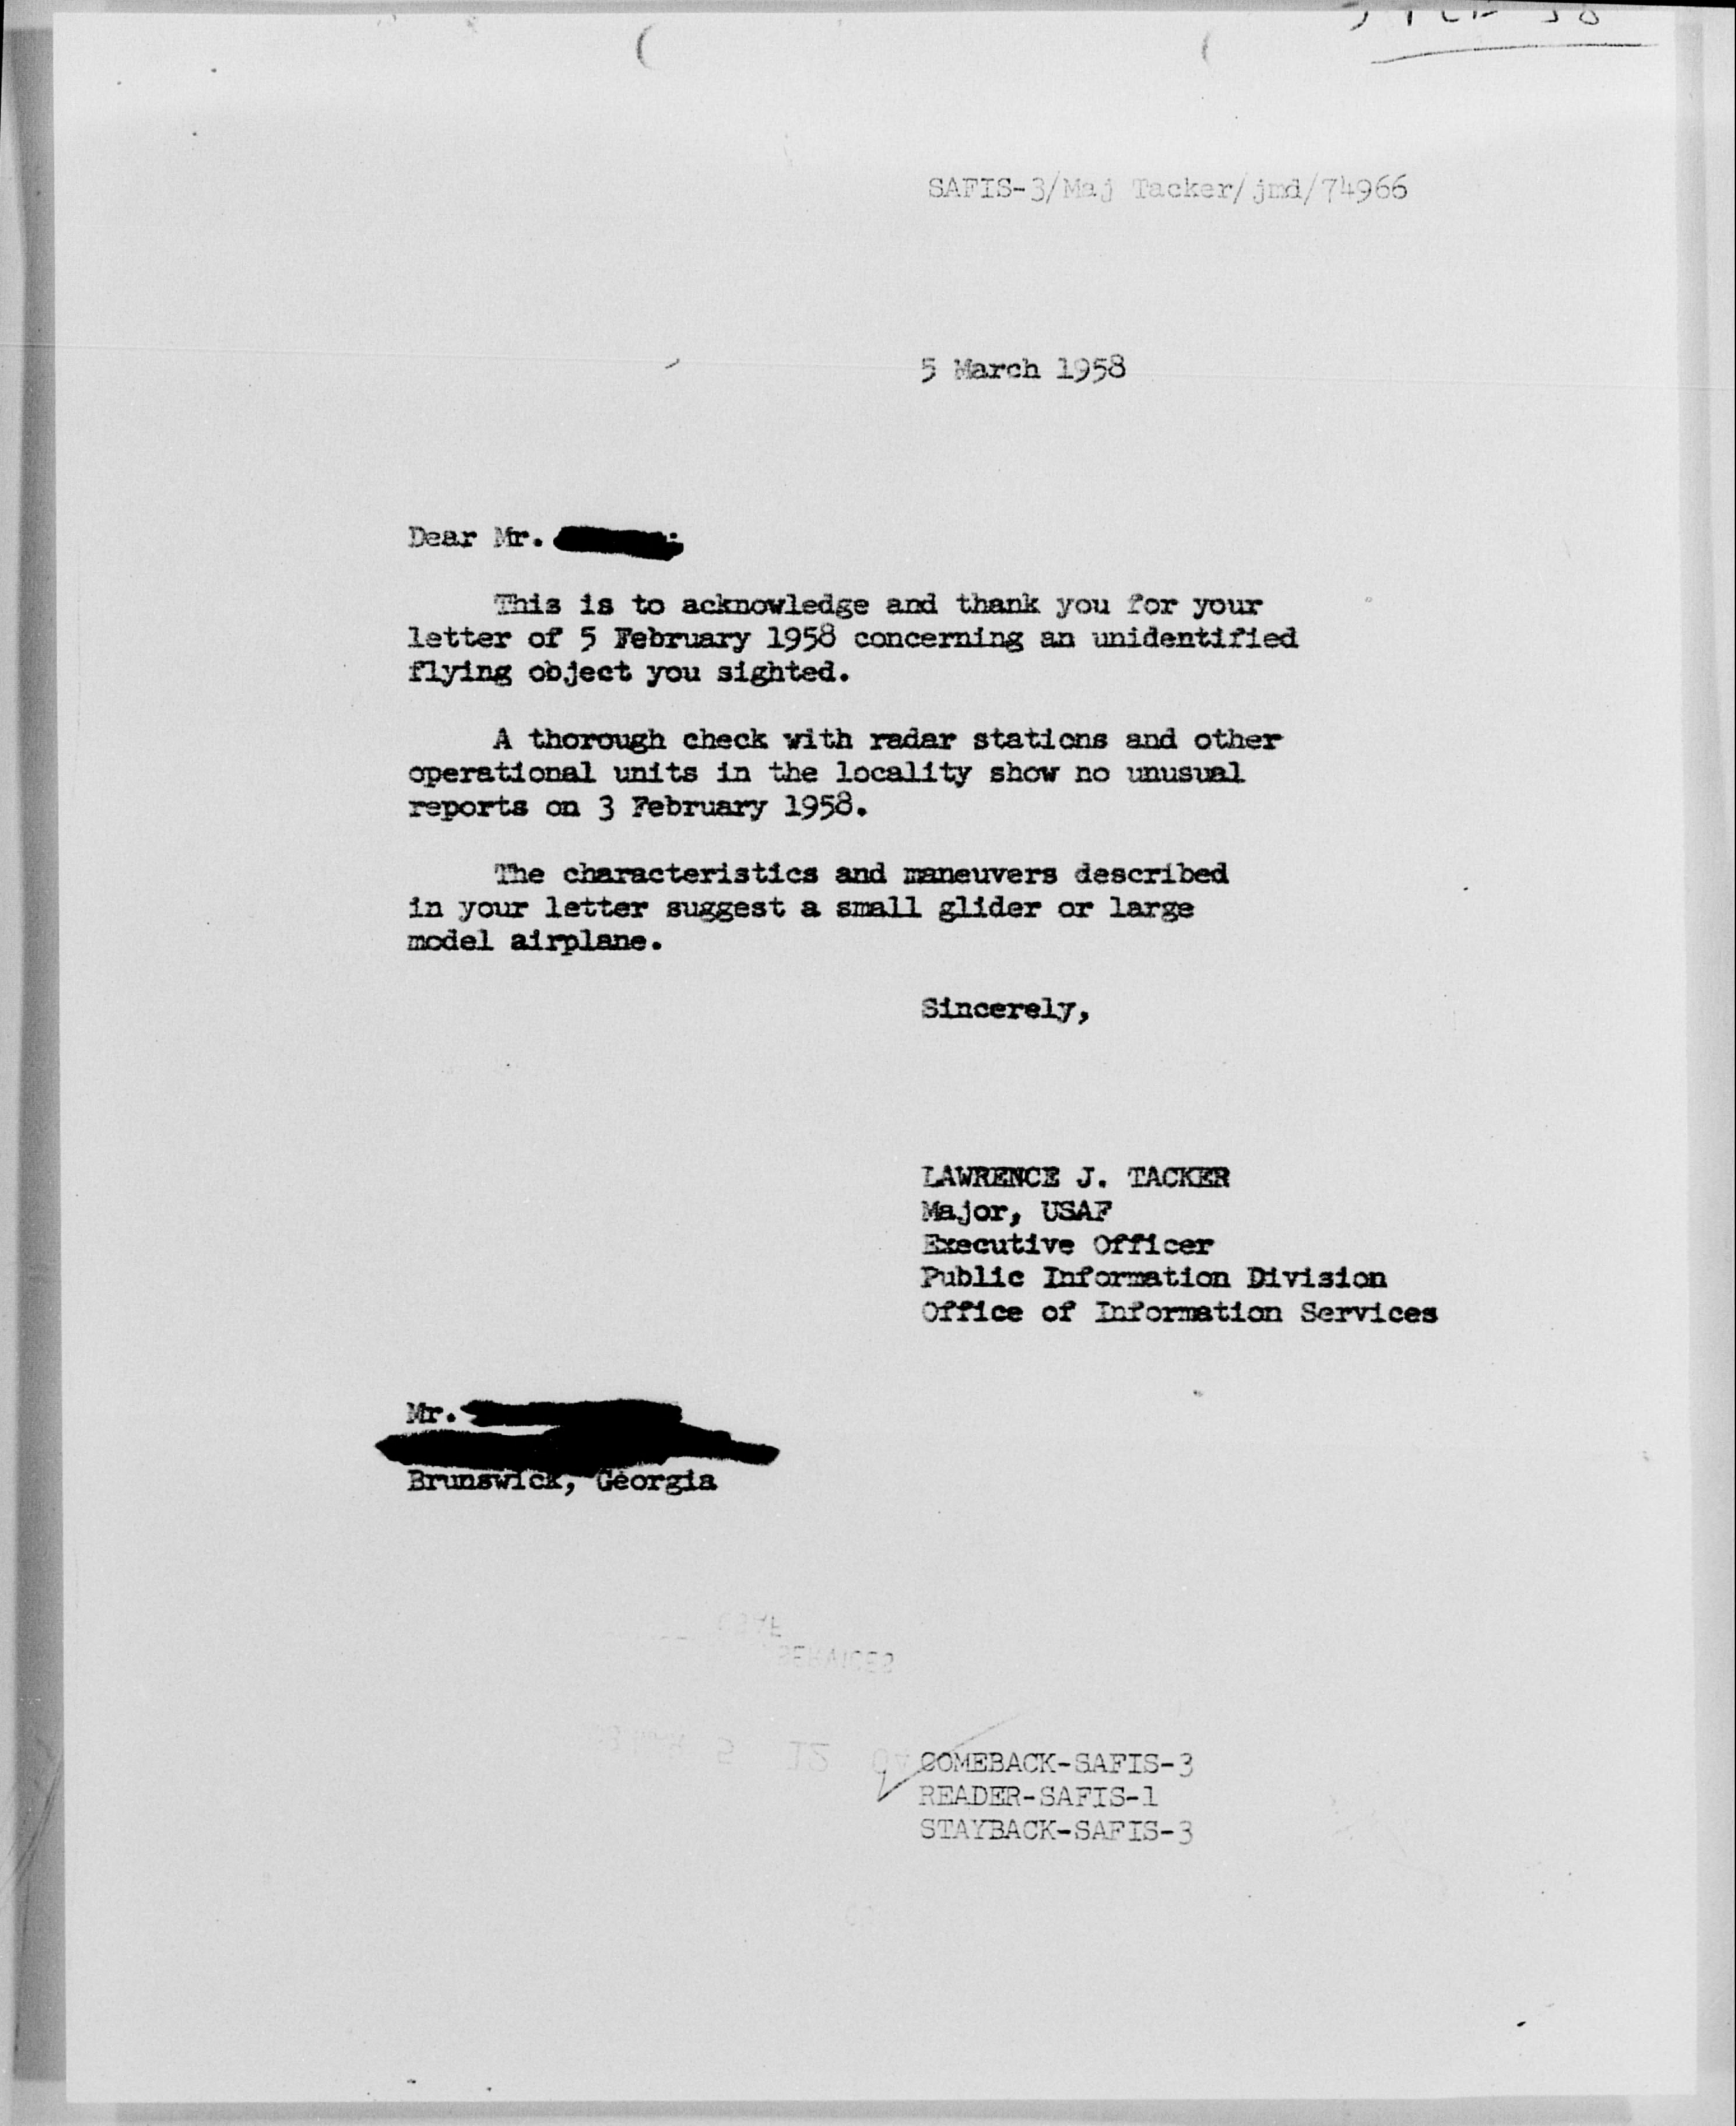 SAFIS-3/Maj Tacker/jmd/74966
5 March 1958
Dear Mr.
This is to acknowledge and thank you for your
letter of 5 February 1958 concerning an unidentified
flying object you sighted.
A thorough check with radar stations and other
operational units in the locality show no unusual
reports on 3 February 1958.
The characteristics and maneuvers described
in your letter suggest a small glider or large
model airplane.
Sincerely,
LAWRENCE J. TACKER
Major, USAF
Executive Officer
Public Information Division
Office of Information Services
Mr.
Brunswick, Georgia
USAF
SERVICES
5 12
COMEBACK-SAFIS-3
READER-SAFIS-1
STAYBACK-SAFIS-3